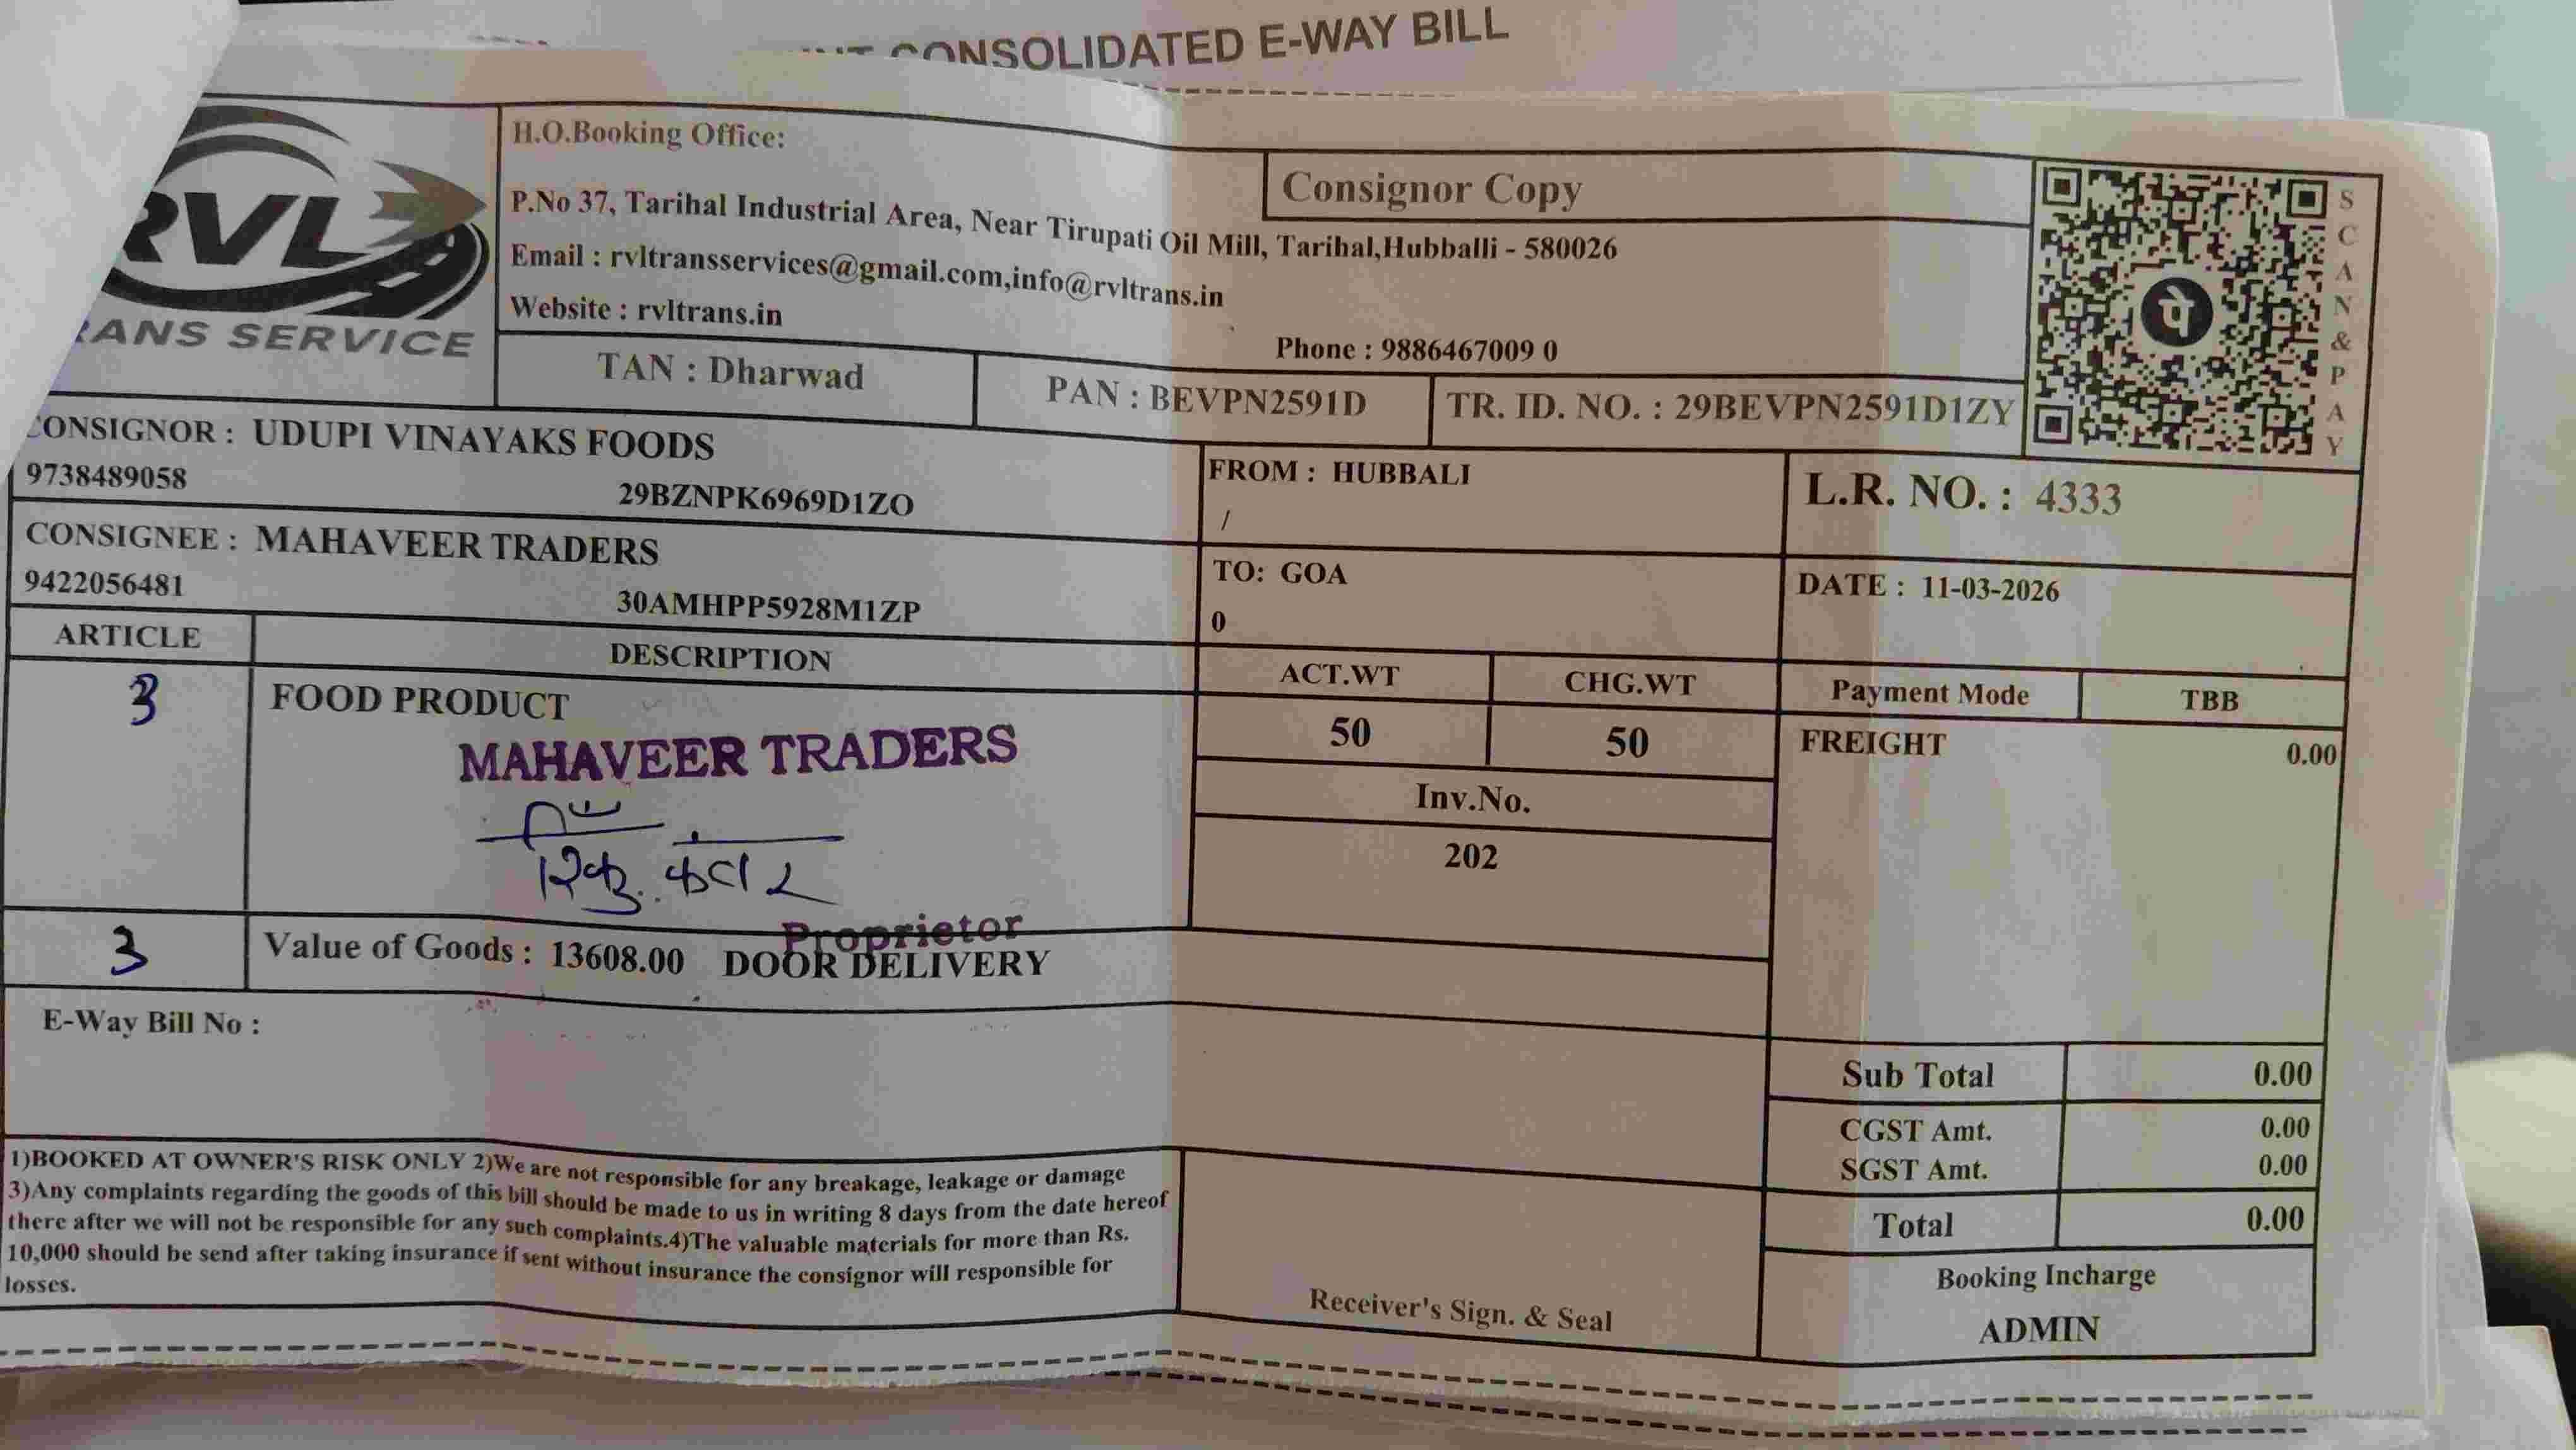 CONSOLIDATED E-WAY BILL
RVL
TRANS SERVICE
H.O.Booking Office:
Consignor Copy
P.No 37, Tarihal Industrial Area, Near Tirupati Oil Mill, Tarihal,Hubballi - 580026
Email : rvltransservices@gmail.com,info@rvltrans.in
Website : rvltrans.in
Phone : 9886467009 0
SCAN&PAY
पे
TAN : Dharwad
PAN : BEVPN2591D
TR. ID. NO. : 29BEVPN2591D1ZY
CONSIGNOR : UDUPI VINAYAKS FOODS
9738489058
29BZNPK6969D1ZO
FROM : HUBBALI
/
L.R. NO. : 4333
CONSIGNEE : MAHAVEER TRADERS
9422056481
30AMHPP5928M1ZP
TO: GOA
0
DATE : 11-03-2026
ARTICLE
DESCRIPTION
ACT.WT
CHG.WT
Payment Mode
TBB
3
FOOD PRODUCT
50
50
FREIGHT
0.00
MAHAVEER TRADERS
Inv.No.
202
Proprietor
3
Value of Goods : 13608.00 DOOR DELIVERY
E-Way Bill No :
Sub Total
0.00
CGST Amt.
0.00
SGST Amt.
0.00
Total
0.00
1)BOOKED AT OWNER'S RISK ONLY 2)We are not responsible for any breakage, leakage or damage
3)Any complaints regarding the goods of this bill should be made to us in writing 8 days from the date hereof
there after we will not be responsible for any such complaints.4)The valuable materials for more than Rs.
10,000 should be send after taking insurance if sent without insurance the consignor will responsible for
losses.
Receiver's Sign. & Seal
Booking Incharge
ADMIN